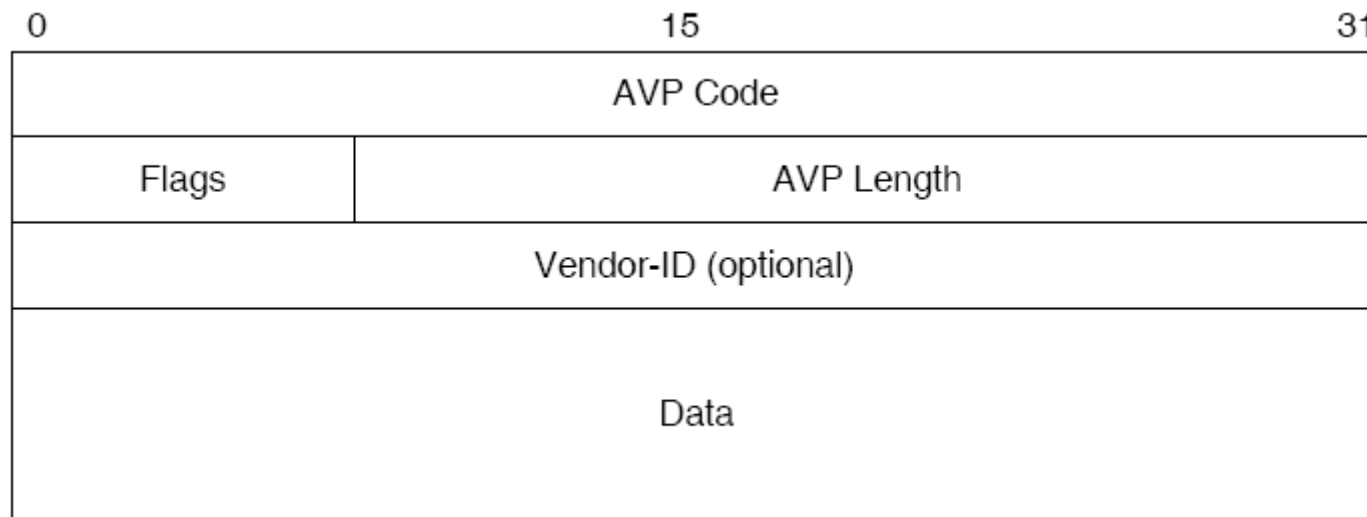 0 15 31
AVP Code
Flags AVP Length
Vendor-ID (optional)
Data